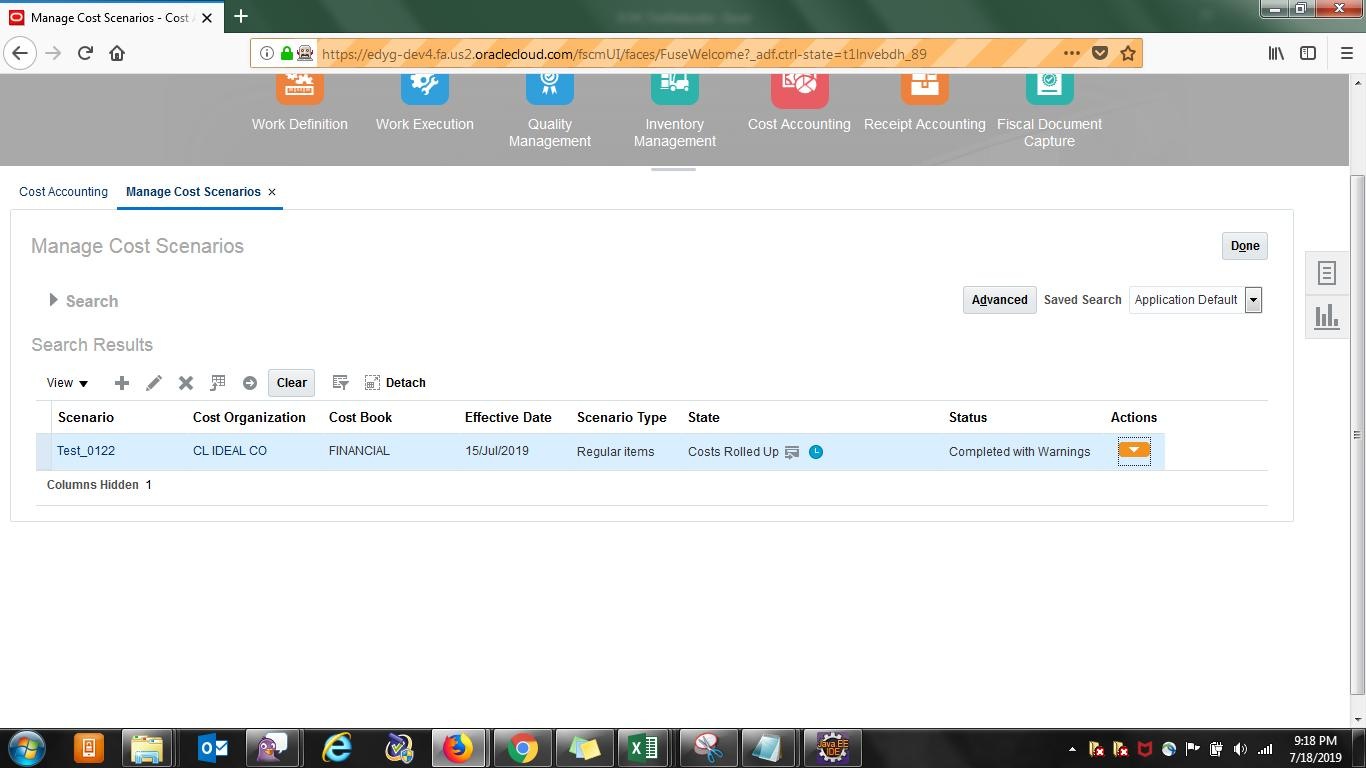 Manage Cost Scenarios - Cost
https://edyg-dev4.fa.us2.oraclecloud.com/fscmUI/faces/FuseWelcome?_adf.ctrl-state=t1lnvebdh_89
Work Definition
Work Execution
Quality
Management
Inventory
Management
Cost Accounting
Receipt Accounting
Fiscal Document
Capture
Cost Accounting
Manage Cost Scenarios
Manage Cost Scenarios
Done
Search
Advanced
Saved Search
Application Default
Search Results
View
Clear
Detach
Scenario Cost Organization Cost Book Effective Date Scenario Type State Status Actions
Test_0122 CL IDEAL CO FINANCIAL 15/Jul/2019 Regular items Costs Rolled Up Completed with Warnings
Columns Hidden 1
Java EE
IDE
9:18 PM
7/18/2019